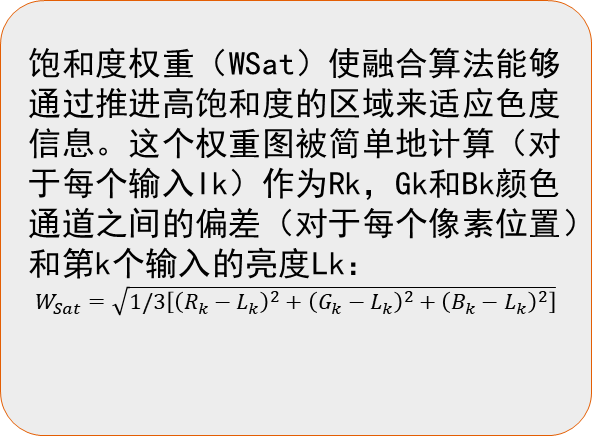 饱和度权重（WSat）使融合算法能够
通过推进高饱和度的区域来适应色度
信息。这个权重图被简单地计算（对
于每个输入Ik）作为Rk，Gk和Bk颜色
通道之间的偏差（对于每个像素位置）
和第k个输入的亮度Lk：
W_{Sat} = √(1/3[(R_k − L_k)^2 + (G_k − L_k)^2 + (B_k − L_k)^2])